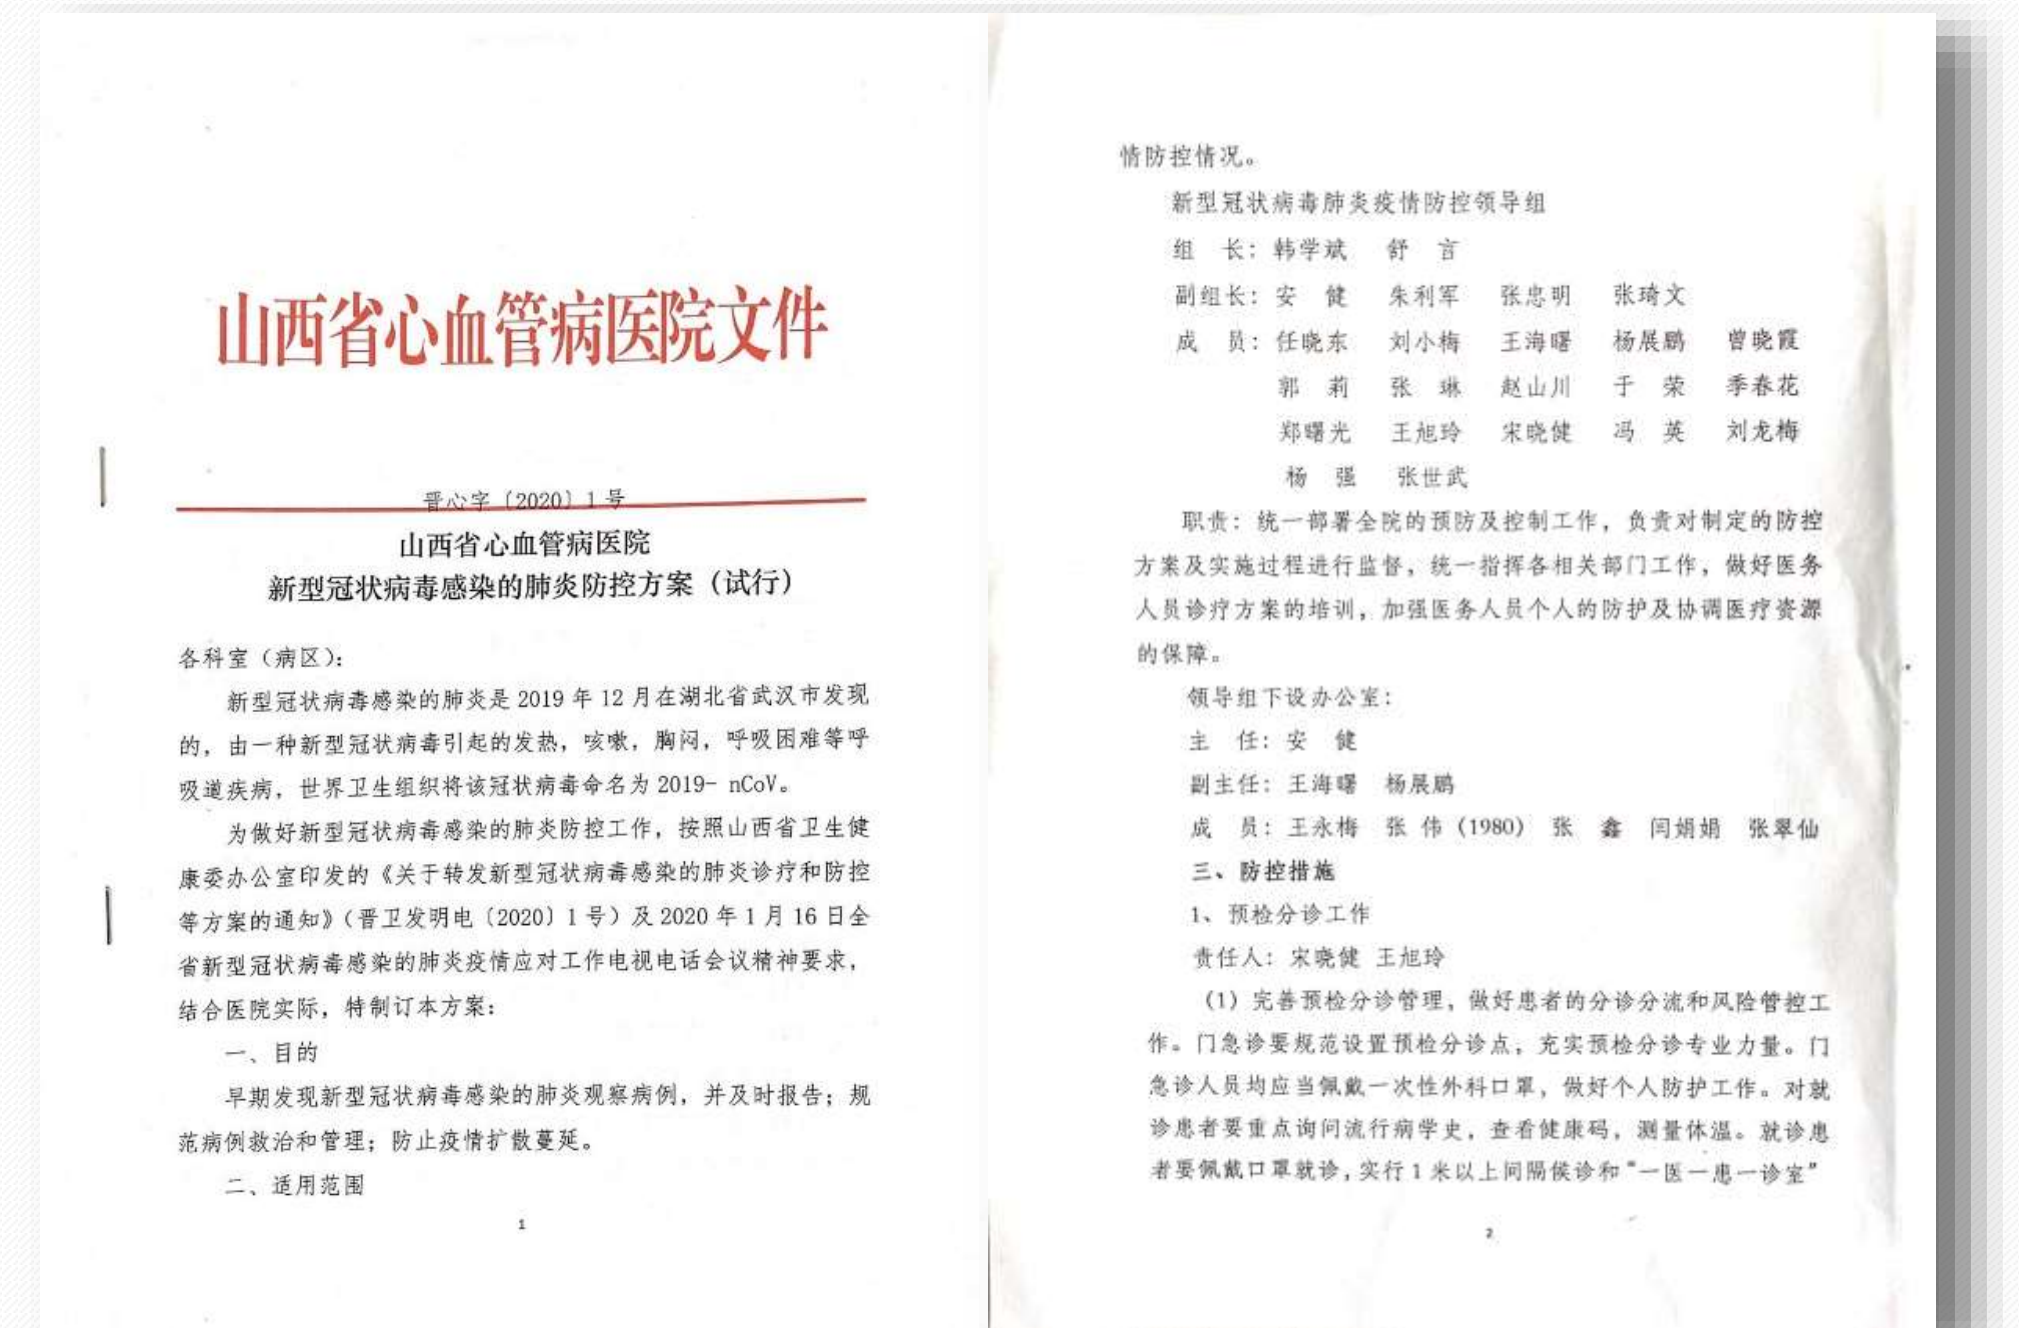 山西省心血管病医院文件
晋心字〔2020〕1号
山西省心血管病医院
新型冠状病毒感染的肺炎防控方案（试行）
各科室（病区）：
新型冠状病毒感染的肺炎是 2019 年 12 月在湖北省武汉市发现
的，由一种新型冠状病毒引起的发热，咳嗽，胸闷，呼吸困难等呼
吸道疾病，世界卫生组织将该冠状病毒命名为 2019- nCoV。
为做好新型冠状病毒感染的肺炎防控工作，按照山西省卫生健
康委办公室印发的《关于转发新型冠状病毒感染的肺炎诊疗和防控
等方案的通知》（晋卫发明电〔2020〕1 号）及 2020 年 1 月 16 日全
省新型冠状病毒感染的肺炎疫情应对工作电视电话会议精神要求，
结合医院实际，特制订本方案：
一、目的
早期发现新型冠状病毒感染的肺炎观察病例，并及时报告；规
范病例救治和管理；防止疫情扩散蔓延。
二、适用范围
1
情防控情况。
新型冠状病毒肺炎疫情防控领导组
组 长：韩学斌 舒 言
副组长：安 健 朱利军 张忠明 张琦文
成 员：任晓东 刘小梅 王海曙 杨展鹏 曾晓霞
郭 莉 张 琳 赵山川 于 荣 季春花
郑曙光 王旭玲 宋晓健 冯 英 刘龙梅
杨 强 张世武
职责：统一部署全院的预防及控制工作，负责对制定的防控
方案及实施过程进行监督，统一指挥各相关部门工作，做好医务
人员诊疗方案的培训，加强医务人员个人的防护及协调医疗资源
的保障。
领导组下设办公室：
主 任：安 健
副主任：王海曙 杨展鹏
成 员：王永梅 张 伟（1980） 张 鑫 闫娟娟 张翠仙
三、防控措施
1、预检分诊工作
责任人：宋晓健 王旭玲
（1）完善预检分诊管理，做好患者的分诊分流和风险管控工
作。门急诊要规范设置预检分诊点，充实预检分诊专业力量。门
急诊人员均应当佩戴一次性外科口罩，做好个人防护工作。对就
诊患者要重点询问流行病学史，查看健康码，测量体温。就诊患
者要佩戴口罩就诊，实行 1 米以上间隔候诊和“一医一患一诊室”
2